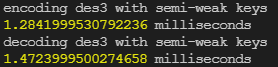 encoding des3 with semi-weak keys
1.2841999530792236 milliseconds
decoding des3 with semi-weak keys
1.4723999500274658 milliseconds